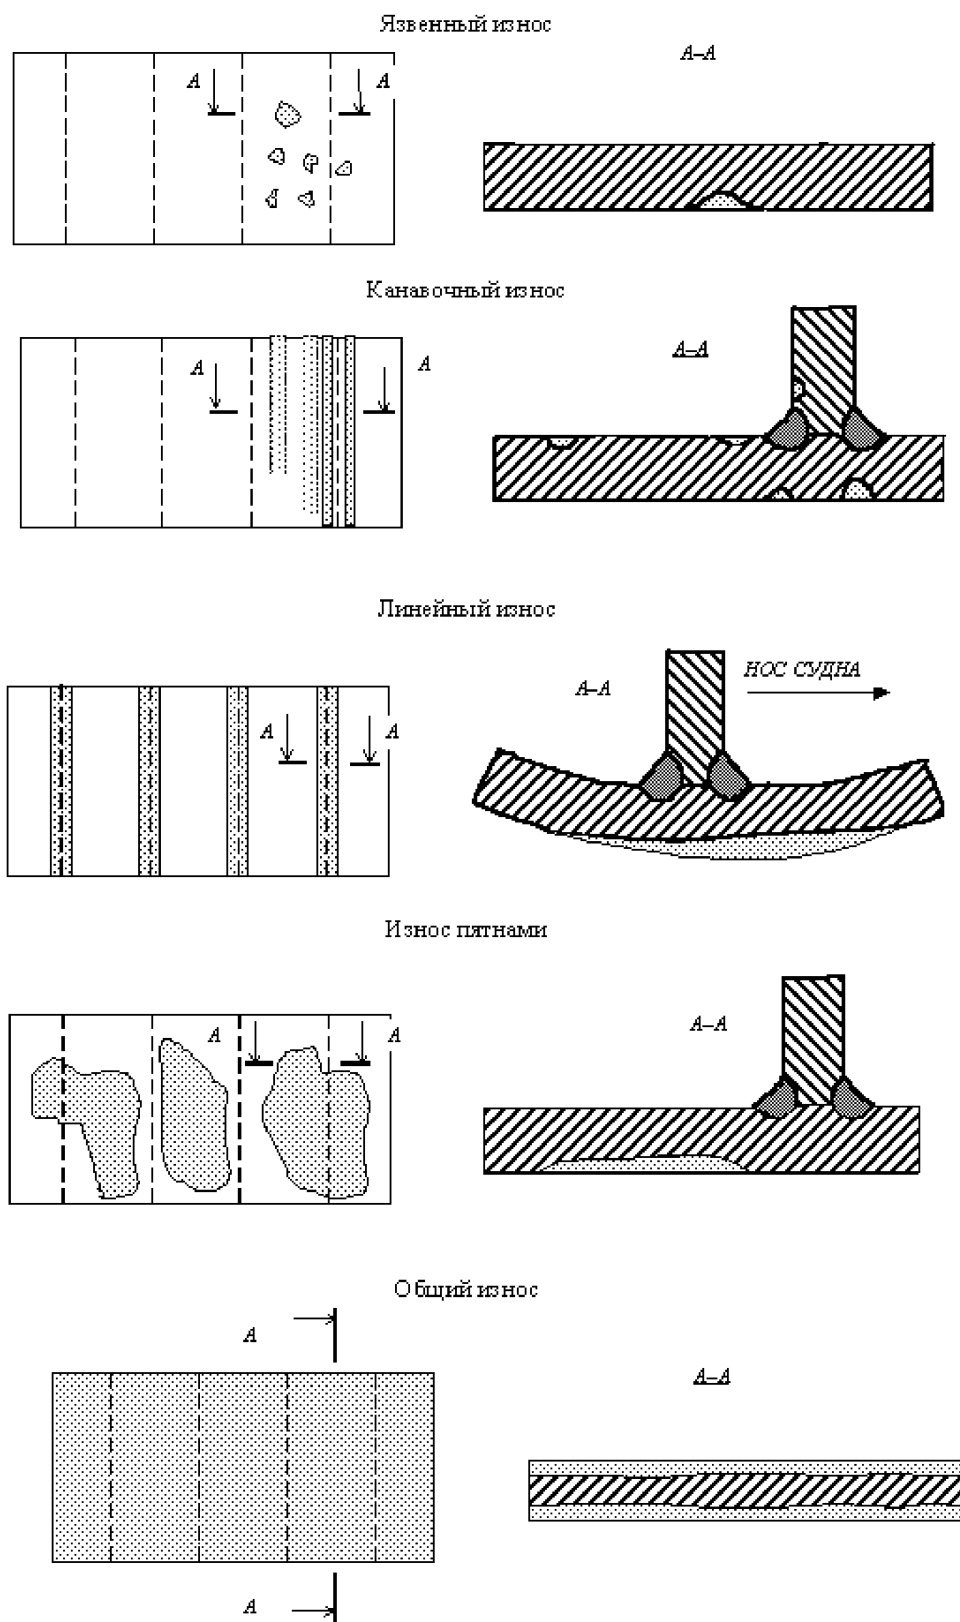 Язвенный износ
А–А
А
А
Канавочный износ
А–А
А
А
Линейный износ
НОС СУДНА
А–А
А
А
Износ пятнами
А–А
А
А
Общий износ
А
А–А
А